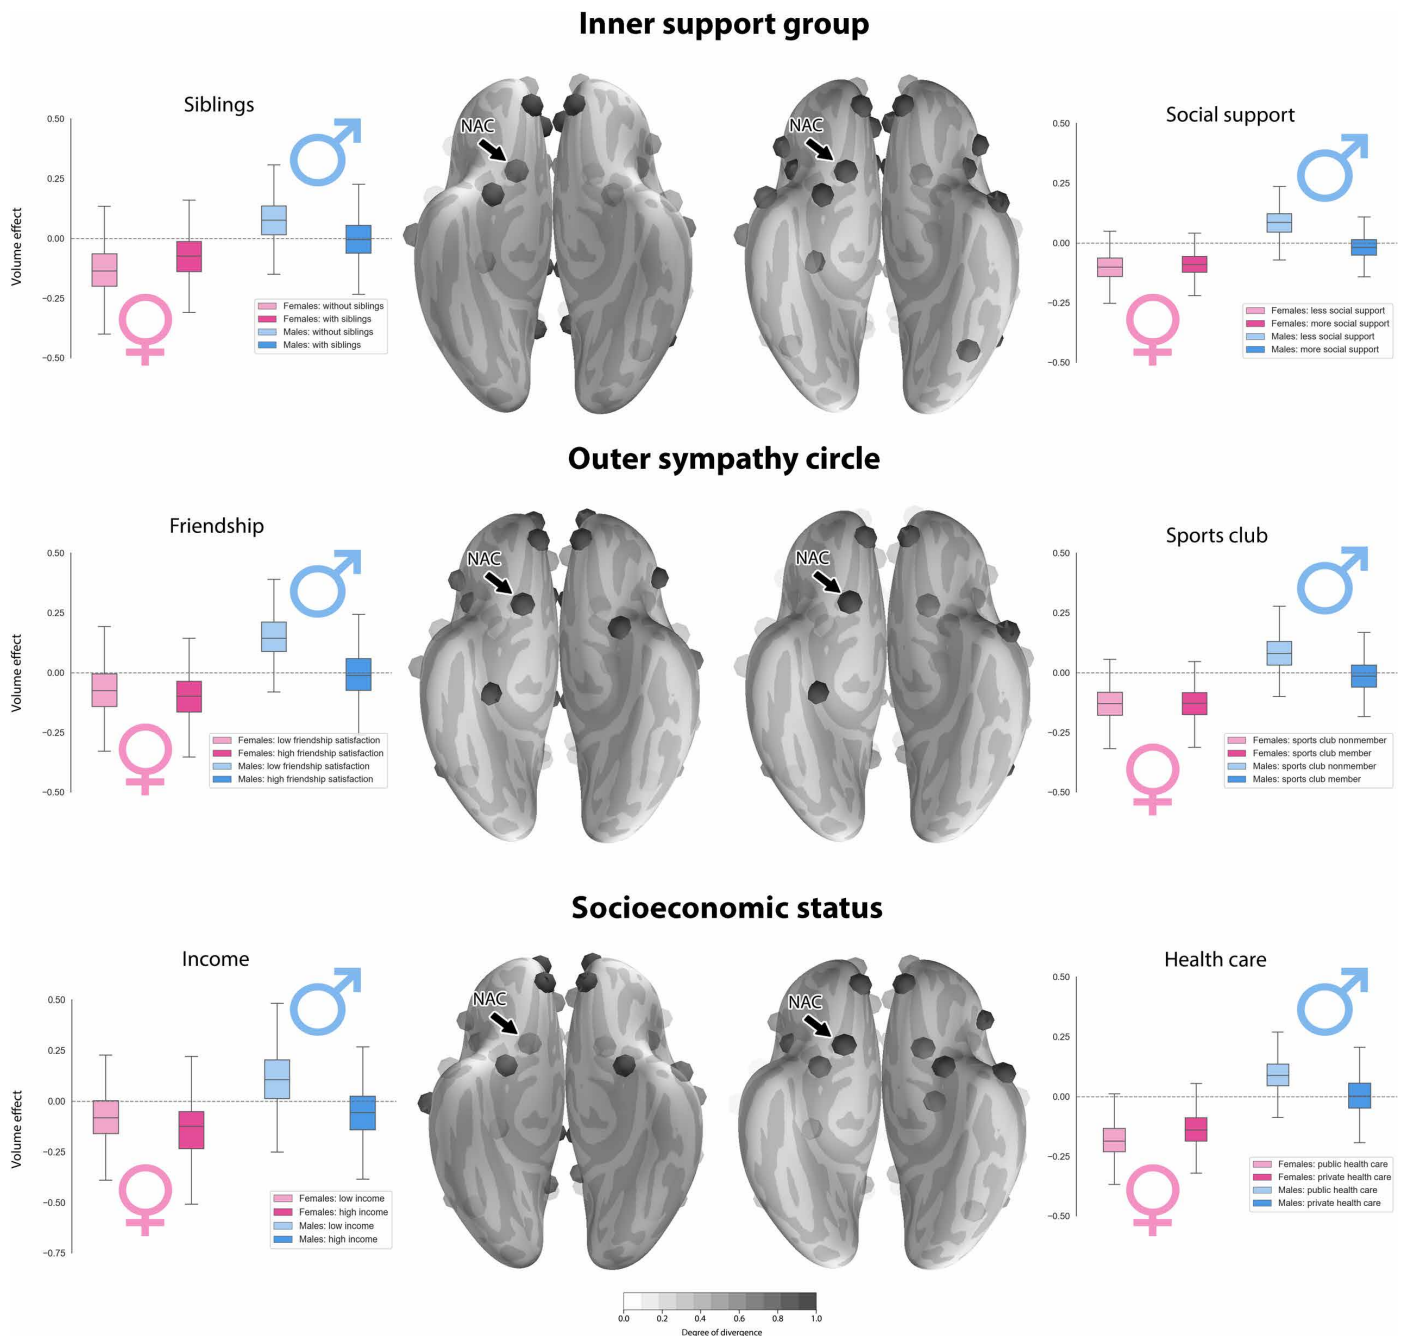 Inner support group
Siblings
Volume effect
0.50
0.25
0.00
−0.25
−0.50
Females: without siblings
Females: with siblings
Males: without siblings
Males: with siblings
NAC
NAC
Social support
0.50
0.25
0.00
−0.25
−0.50
Females: less social support
Females: more social support
Males: less social support
Males: more social support
Outer sympathy circle
Friendship
Volume effect
0.50
0.25
0.00
−0.25
−0.50
Females: low friendship satisfaction
Females: high friendship satisfaction
Males: low friendship satisfaction
Males: high friendship satisfaction
NAC
NAC
Sports club
0.50
0.25
0.00
−0.25
−0.50
Females: sports club nonmember
Females: sports club member
Males: sports club nonmember
Males: sports club member
Socioeconomic status
Income
Volume effect
0.50
0.25
0.00
−0.25
−0.50
−0.75
Females: low income
Females: high income
Males: low income
Males: high income
NAC
NAC
Health care
0.50
0.25
0.00
−0.25
−0.50
Females: public health care
Females: private health care
Males: public health care
Males: private health care
0.0 0.2 0.4 0.6 0.8 1.0
Degree of divergence